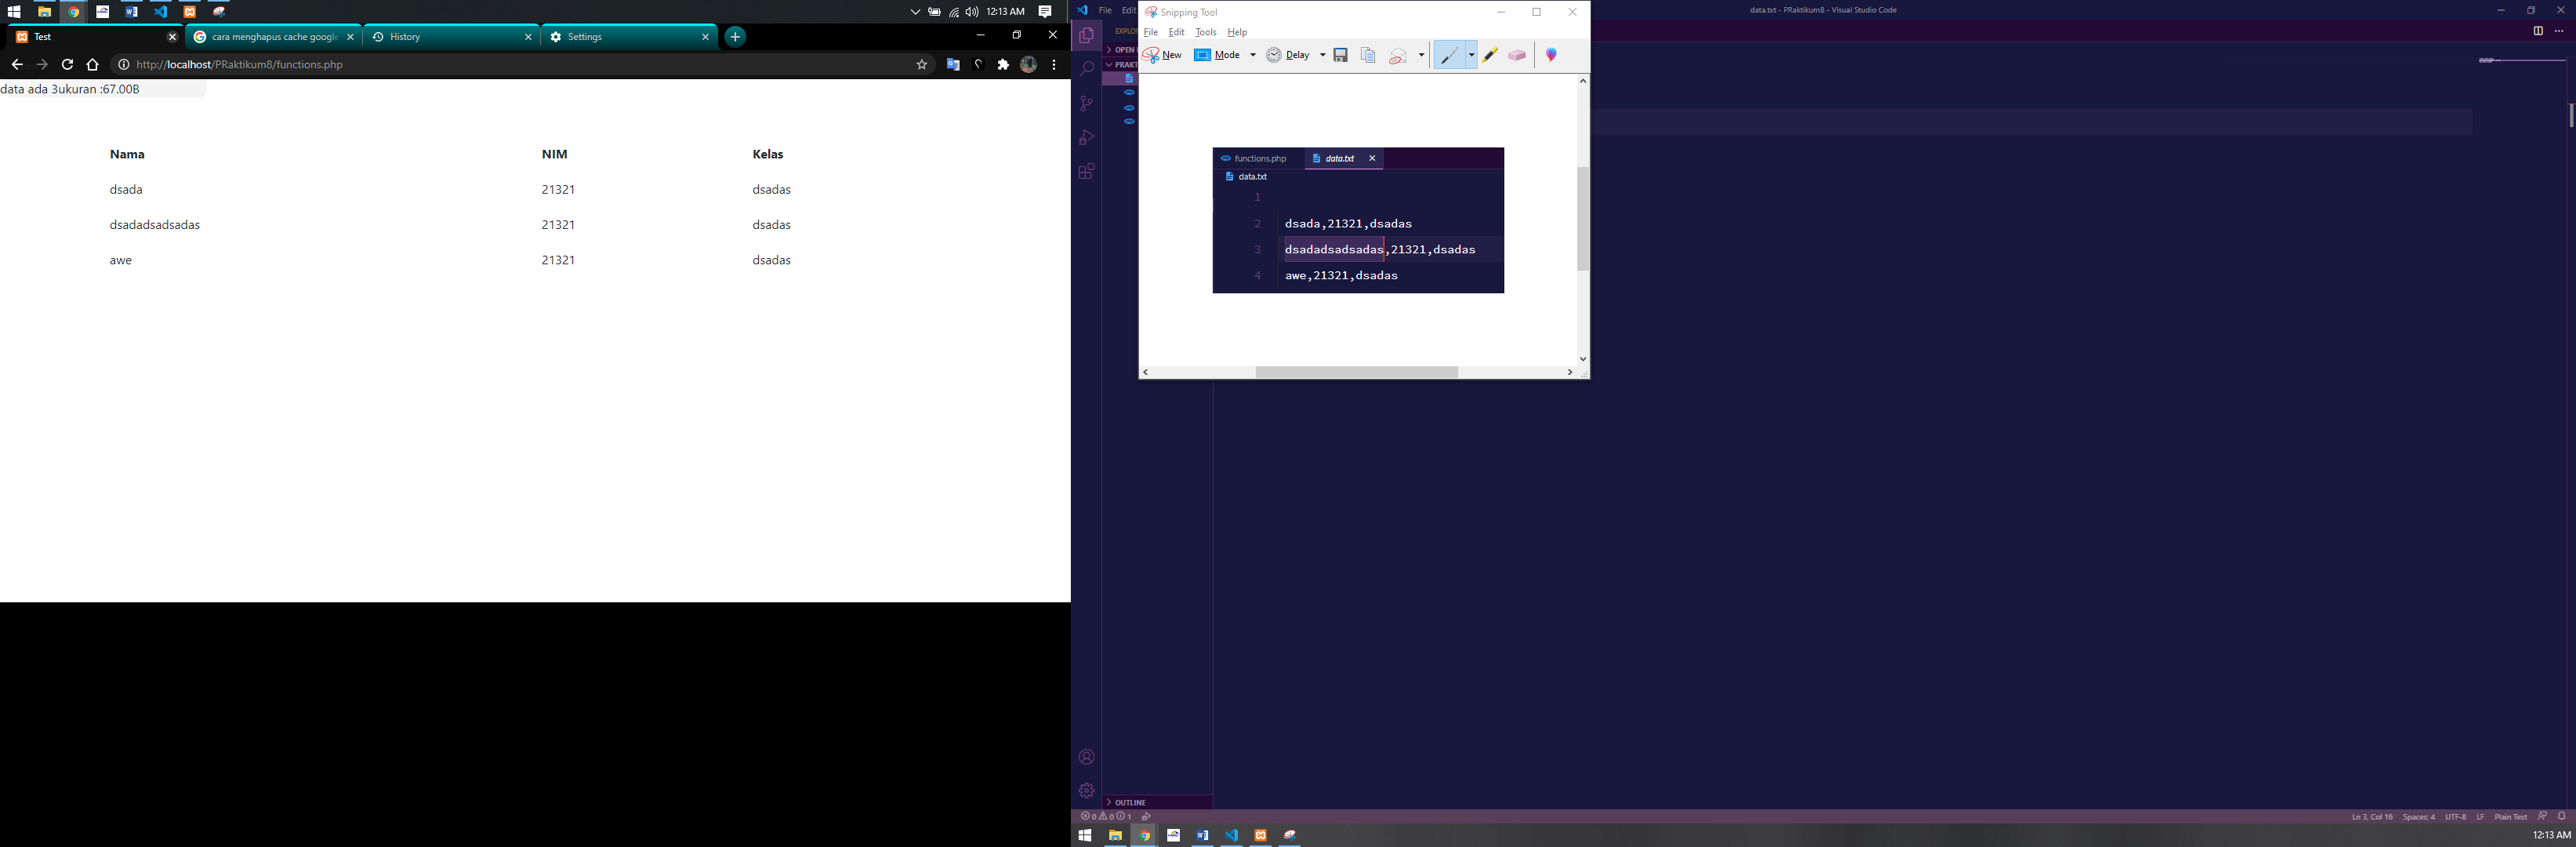 12:13 AM
Test
cara menghapus cache google
History
Settings
http://localhost/PRaktikum8/functions.php
data ada 3ukuran :67.00B
Nama NIM Kelas
dsada 21321 dsadas
dsadadsadsadas 21321 dsadas
awe 21321 dsadas
File Edit
data.txt - PRaktikum8 - Visual Studio Code
EXPLO
OPEN
PRAKT
Snipping Tool
File Edit Tools Help
New Mode Delay
functions.php data.txt
data.txt
1
2 dsada,21321,dsadas
3 dsadadsadsadas,21321,dsadas
4 awe,21321,dsadas
OUTLINE
0 0 1
Ln 3, Col 16 Spaces: 4 UTF-8 LF Plain Text
12:13 AM